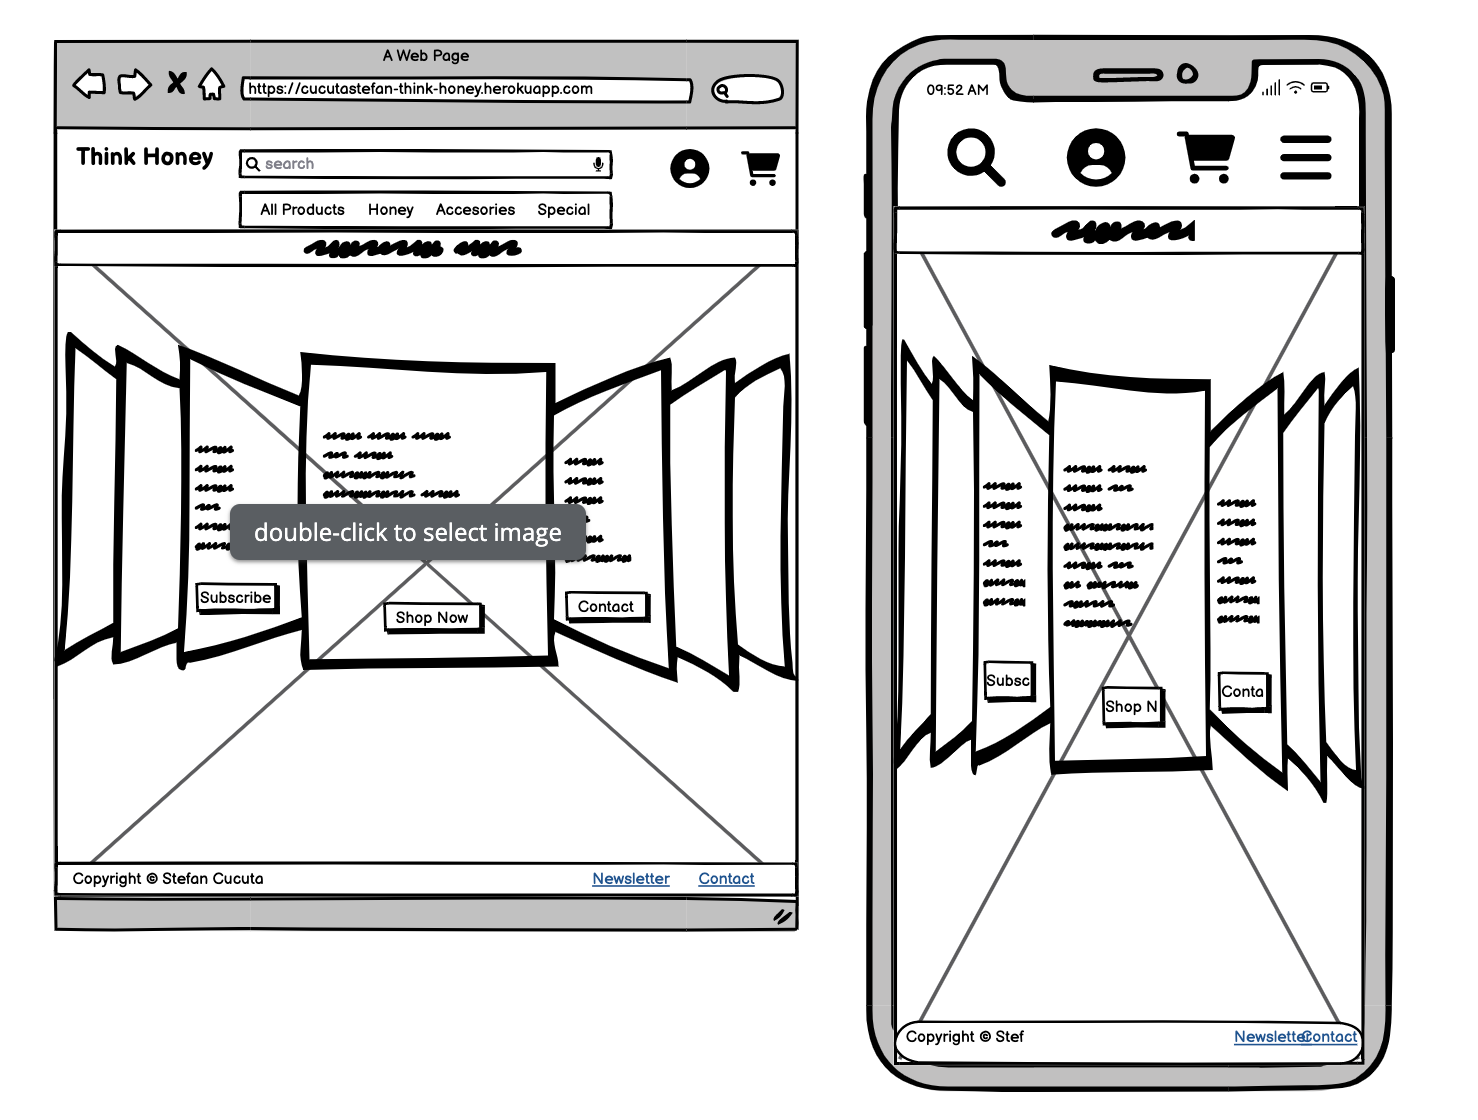 A Web Page
https://cucutastefan-think-honey.herokuapp.com
Think Honey
search
All Products Honey Accesories Special
Subscribe
Shop Now
Contact
double-click to select image
Copyright © Stefan Cucuta Newsletter Contact
09:52 AM
Subsc
Shop N
Conta
Copyright © Stef Newsletter Contact